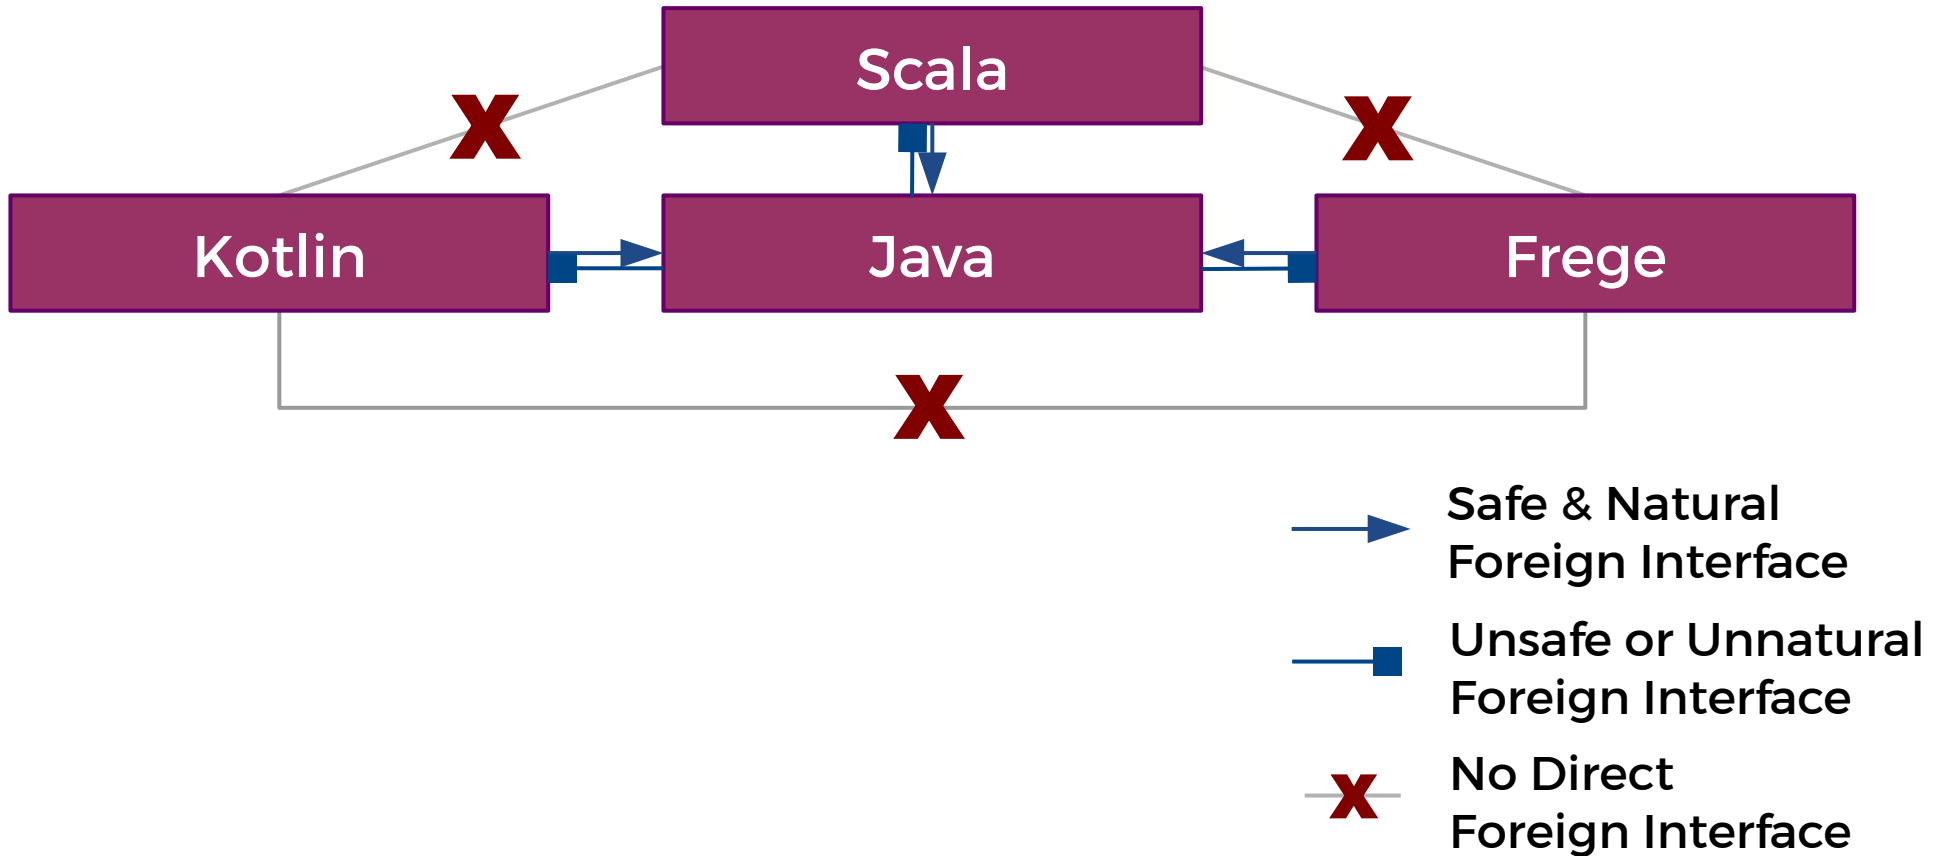 Scala
Kotlin
Java
Frege
Safe & Natural
Foreign Interface
Unsafe or Unnatural
Foreign Interface
No Direct
Foreign Interface